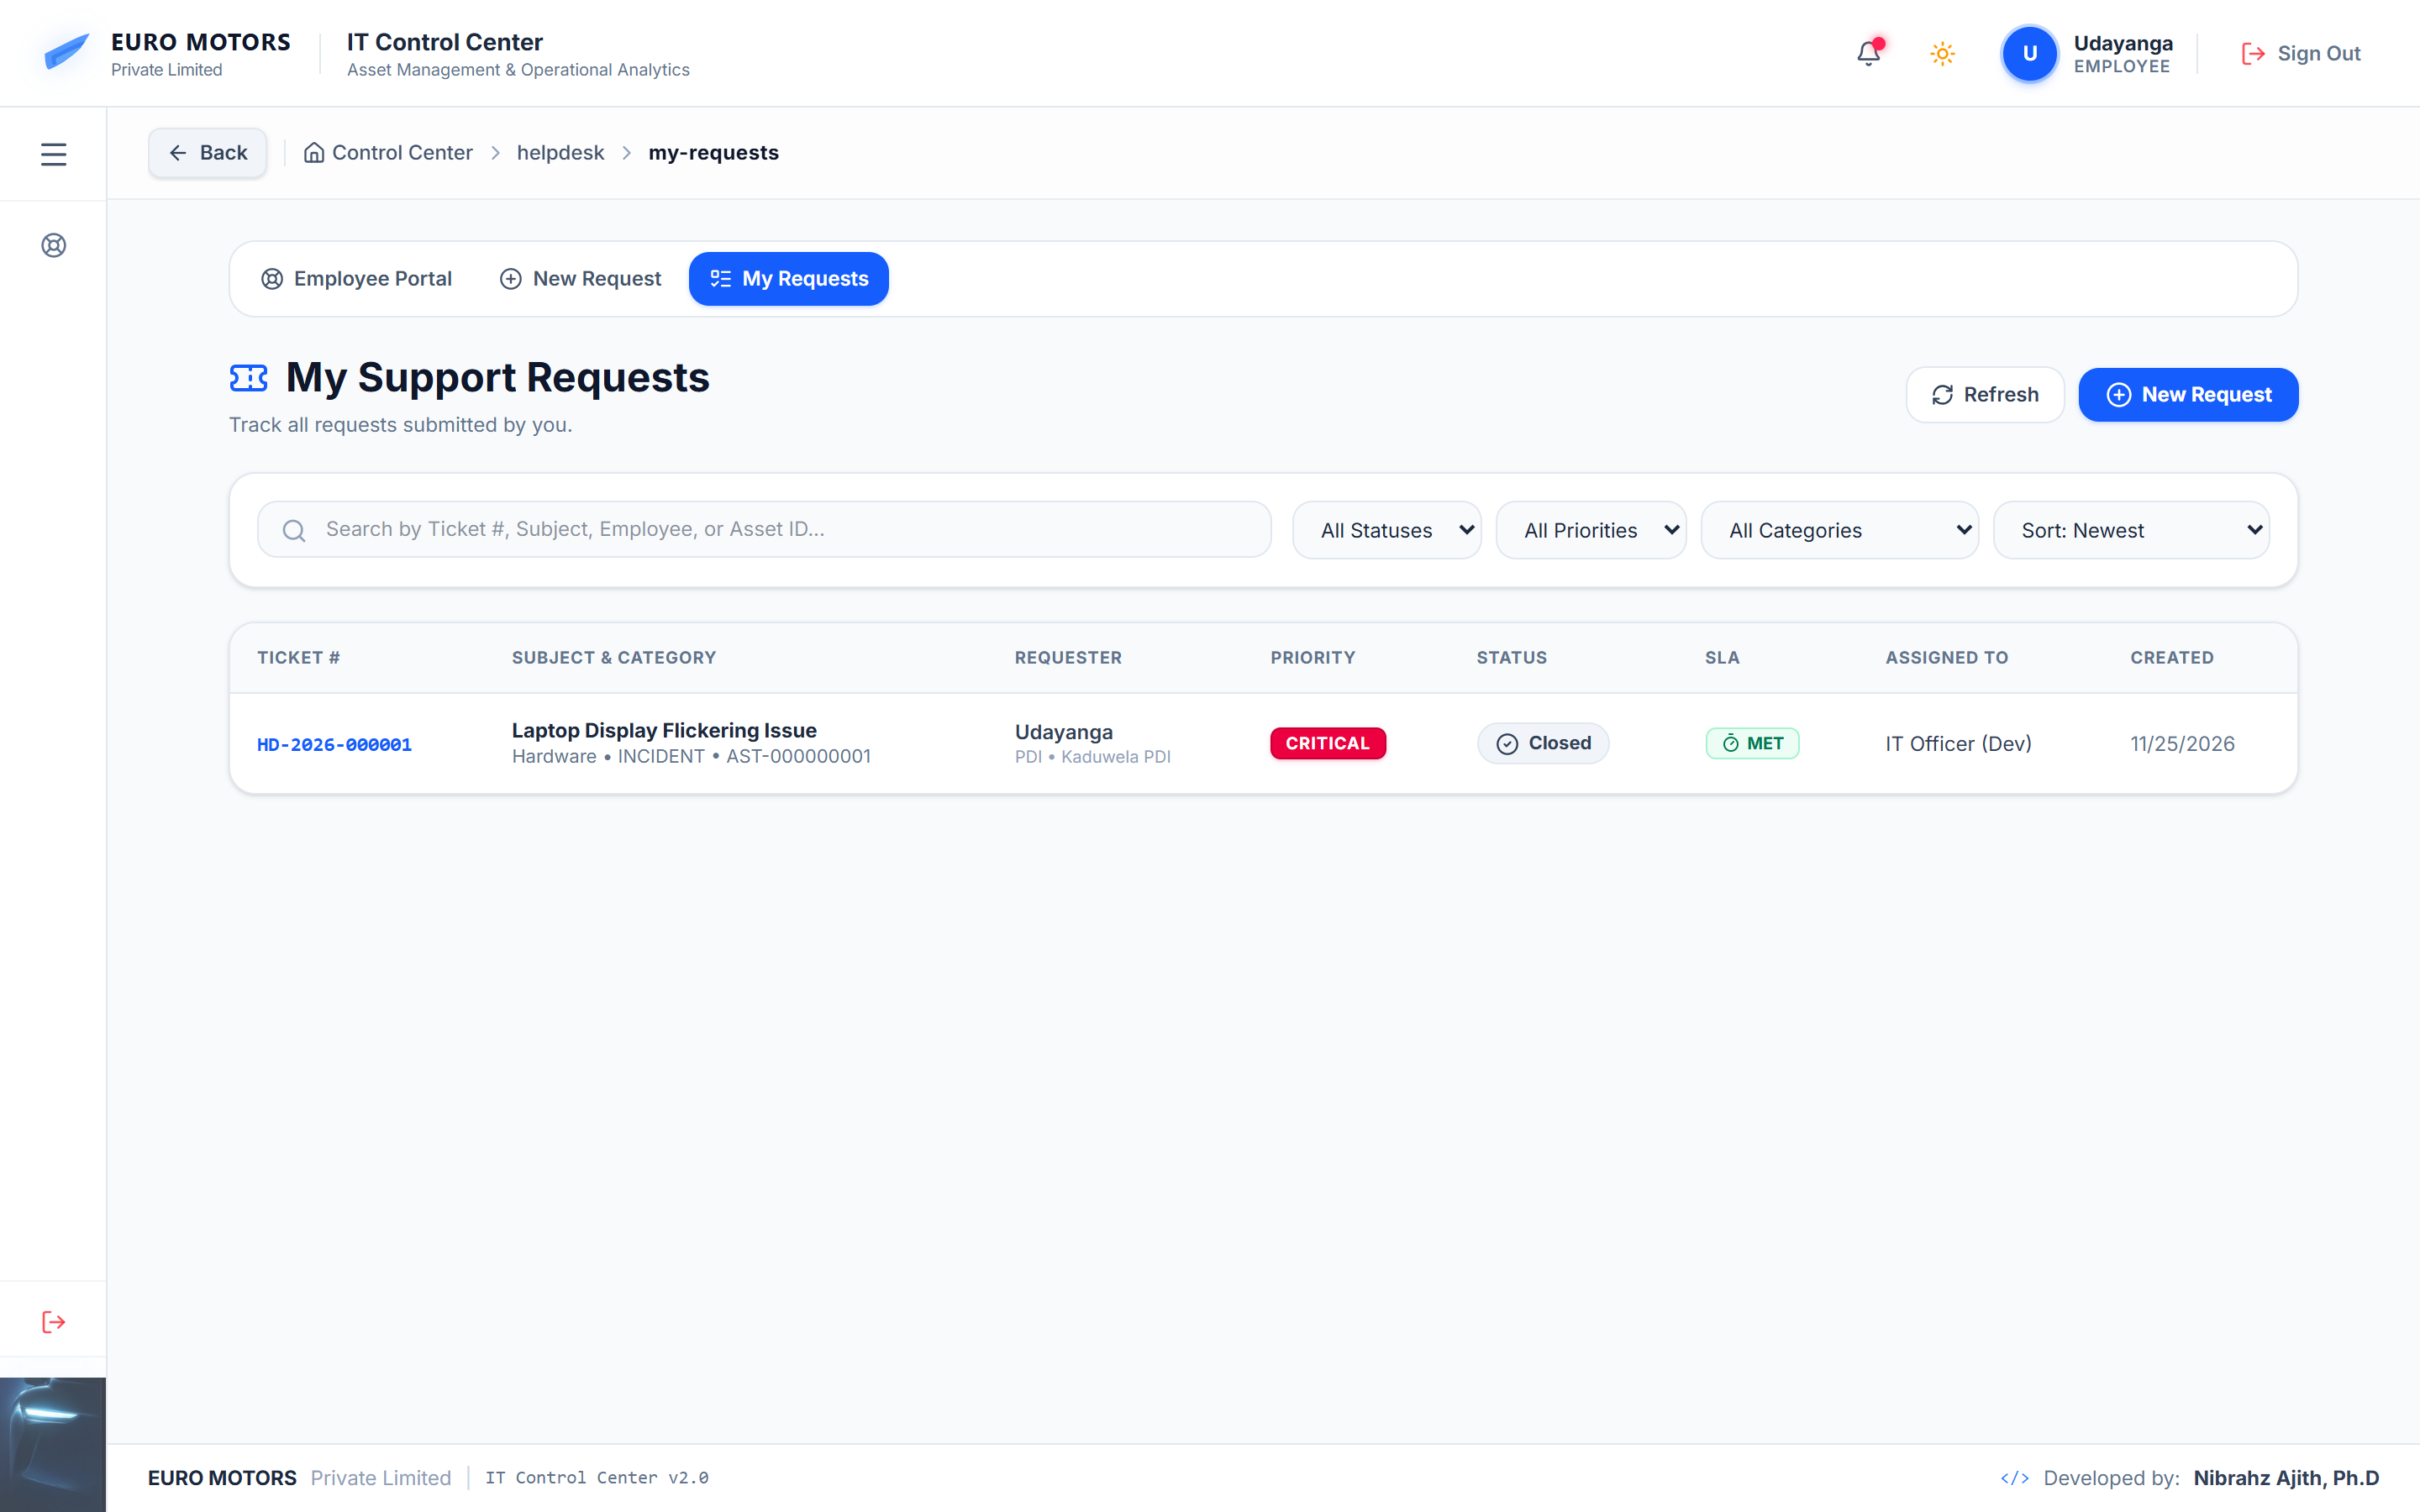 EURO MOTORS
Private Limited
IT Control Center
Asset Management & Operational Analytics
U
Udayanga
EMPLOYEE
Sign Out
Back
Control Center
helpdesk
my-requests
Employee Portal
New Request
My Requests
My Support Requests
Track all requests submitted by you.
Refresh
New Request
Search by Ticket #, Subject, Employee, or Asset ID...
All Statuses
All Priorities
All Categories
Sort: Newest
TICKET # SUBJECT & CATEGORY REQUESTER PRIORITY STATUS SLA ASSIGNED TO CREATED
HD-2026-000001
Laptop Display Flickering Issue
Hardware • INCIDENT • AST-000000001
Udayanga
PDI • Kaduwela PDI
CRITICAL
Closed
MET
IT Officer (Dev)
11/25/2026
EURO MOTORS Private Limited IT Control Center v2.0
</> Developed by: Nibrahz Ajith, Ph.D